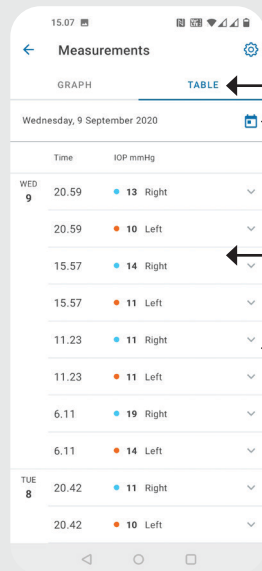 15.07
Measurements
GRAPH TABLE
Wednesday, 9 September 2020
Time IOP mmHg
WED
9
20.59 13 Right
20.59 10 Left
15.57 14 Right
15.57 11 Left
11.23 11 Right
11.23 11 Left
6.11 19 Right
6.11 14 Left
TUE
8
20.42 11 Right
20.42 10 Left